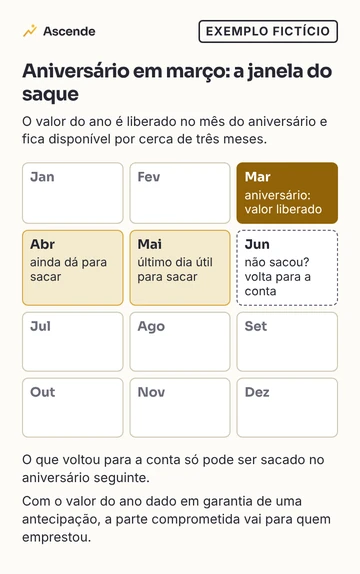 Ascende
EXEMPLO FICTÍCIO
Aniversário em março: a janela do
saque
O valor do ano é liberado no mês do aniversário e
fica disponível por cerca de três meses.
Jan
Fev
Mar
aniversário:
valor liberado
Abr
ainda dá para
sacar
Mai
último dia útil
para sacar
Jun
não sacou?
volta para a
conta
Jul
Ago
Set
Out
Nov
Dez
O que voltou para a conta só pode ser sacado no
aniversário seguinte.
Com o valor do ano dado em garantia de uma
antecipação, a parte comprometida vai para quem
emprestou.